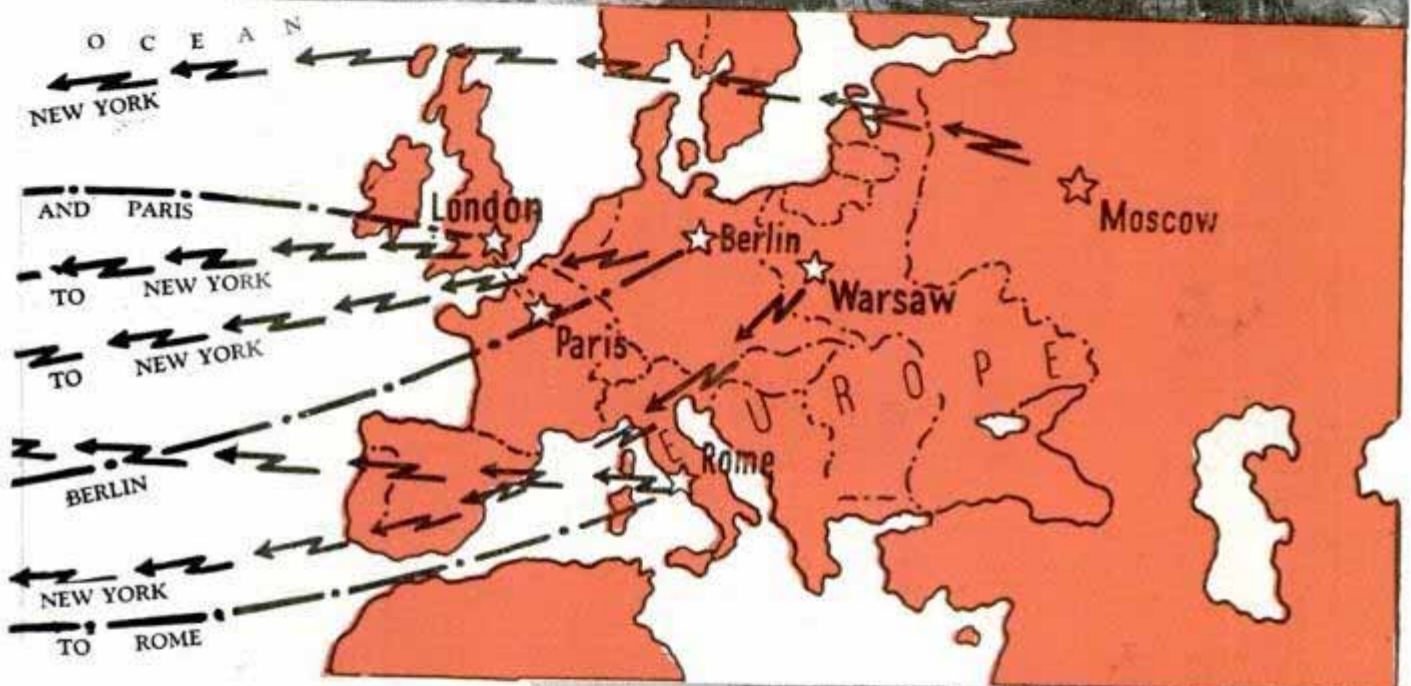 OCEAN
NEW YORK
AND PARIS
London
TO NEW YORK
Berlin
Moscow
Warsaw
Paris
TO NEW YORK
EUROPE
Rome
BERLIN
NEW YORK
TO ROME